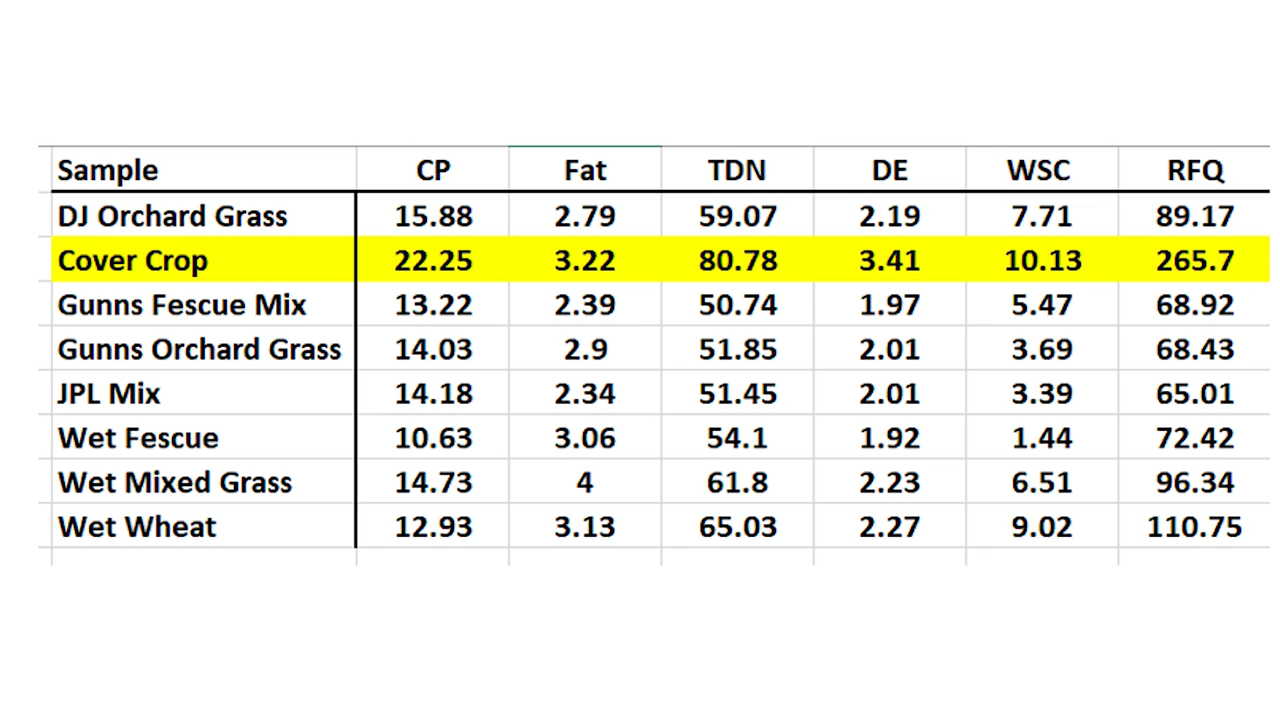 Sample CP Fat TDN DE WSC RFQ
DJ Orchard Grass 15.88 2.79 59.07 2.19 7.71 89.17
Cover Crop 22.25 3.22 80.78 3.41 10.13 265.7
Gunns Fescue Mix 13.22 2.39 50.74 1.97 5.47 68.92
Gunns Orchard Grass 14.03 2.9 51.85 2.01 3.69 68.43
JPL Mix 14.18 2.34 51.45 2.01 3.39 65.01
Wet Fescue 10.63 3.06 54.1 1.92 1.44 72.42
Wet Mixed Grass 14.73 4 61.8 2.23 6.51 96.34
Wet Wheat 12.93 3.13 65.03 2.27 9.02 110.75